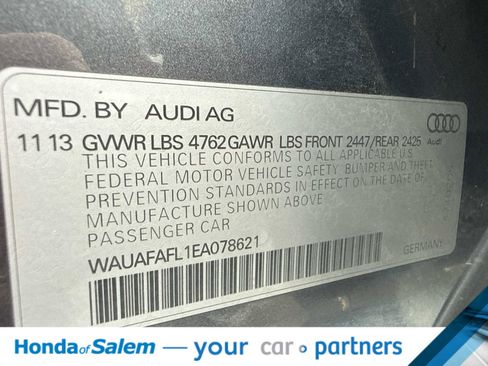 MFD. BY AUDI AG
11 13 GVWR LBS 4762 GAWR LBS FRONT 2447/REAR 2425
Audi
THIS VEHICLE CONFORMS TO ALL APPLICABLE U.S.
FEDERAL MOTOR VEHICLE SAFETY, BUMPER AND THEFT
PREVENTION STANDARDS IN EFFECT ON THE DATE OF
MANUFACTURE SHOWN ABOVE
PASSENGER CAR
WAUAFAFL1EA078621
GERMANY
Honda of Salem — your car partners